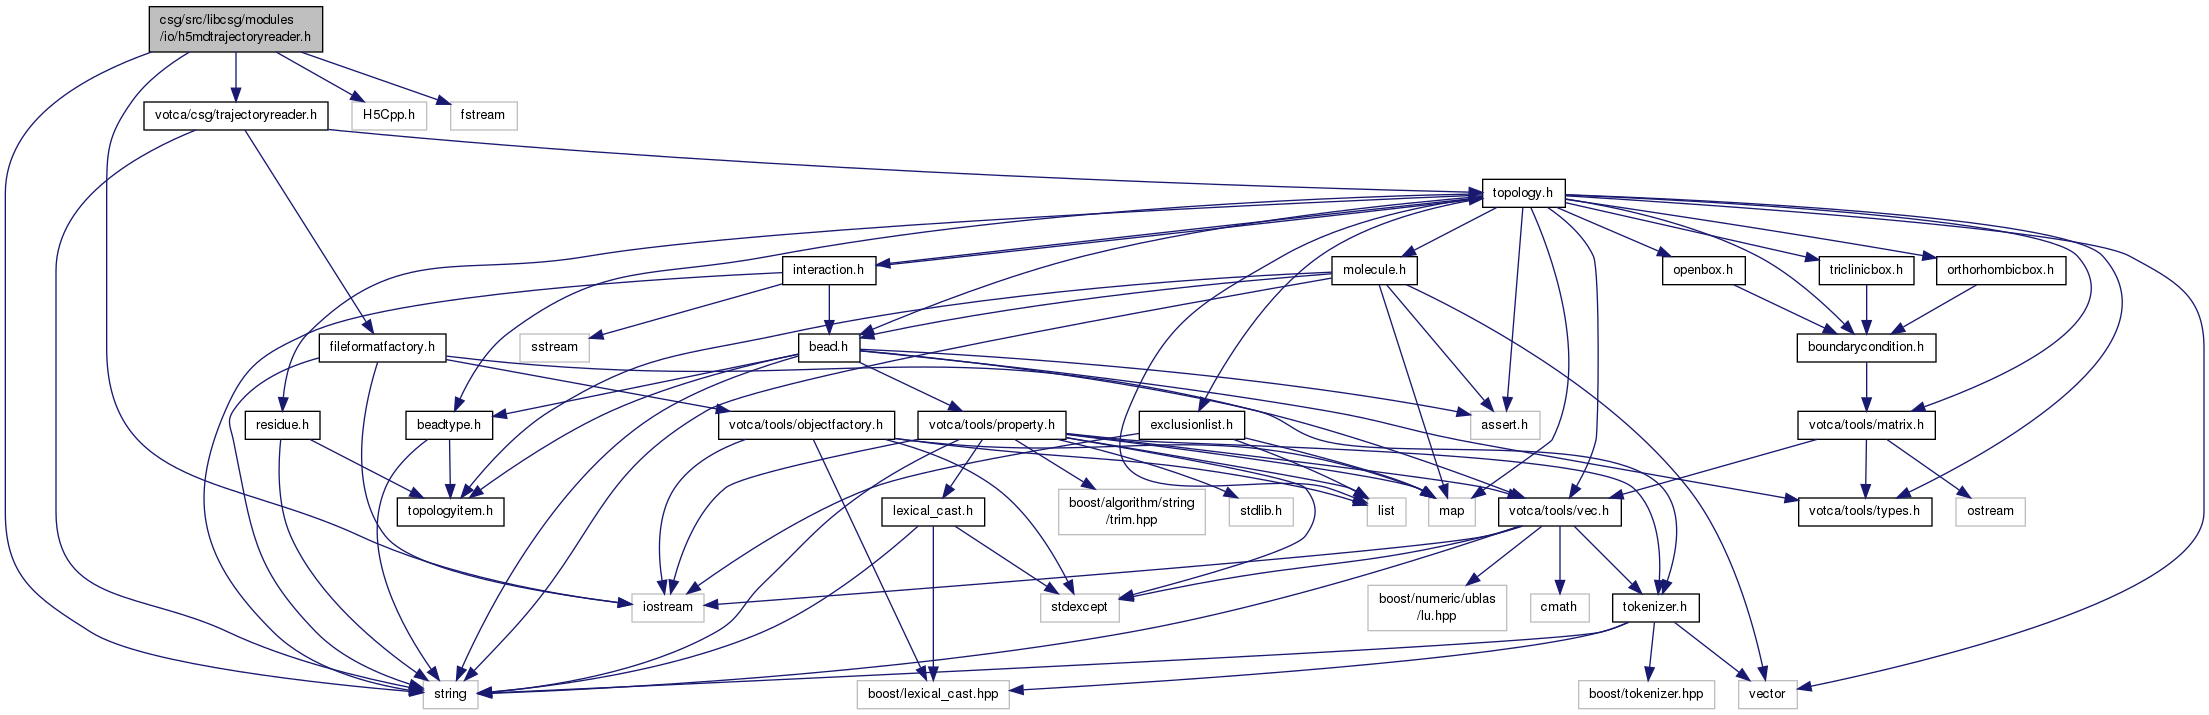 csg/src/libcsg/modules
/io/h5mdtrajectoryreader.h
votca/csg/trajectoryreader.h
H5Cpp.h
fstream
topology.h
interaction.h
molecule.h
openbox.h
triclinicbox.h
orthorhombicbox.h
fileformatfactory.h
sstream
bead.h
boundarycondition.h
residue.h
beadtype.h
votca/tools/objectfactory.h
votca/tools/property.h
exclusionlist.h
assert.h
votca/tools/matrix.h
topologyitem.h
lexical_cast.h
boost/algorithm/string
/trim.hpp
stdlib.h
list
map
votca/tools/vec.h
votca/tools/types.h
ostream
iostream
stdexcept
boost/numeric/ublas
/lu.hpp
cmath
tokenizer.h
string
boost/lexical_cast.hpp
boost/tokenizer.hpp
vector